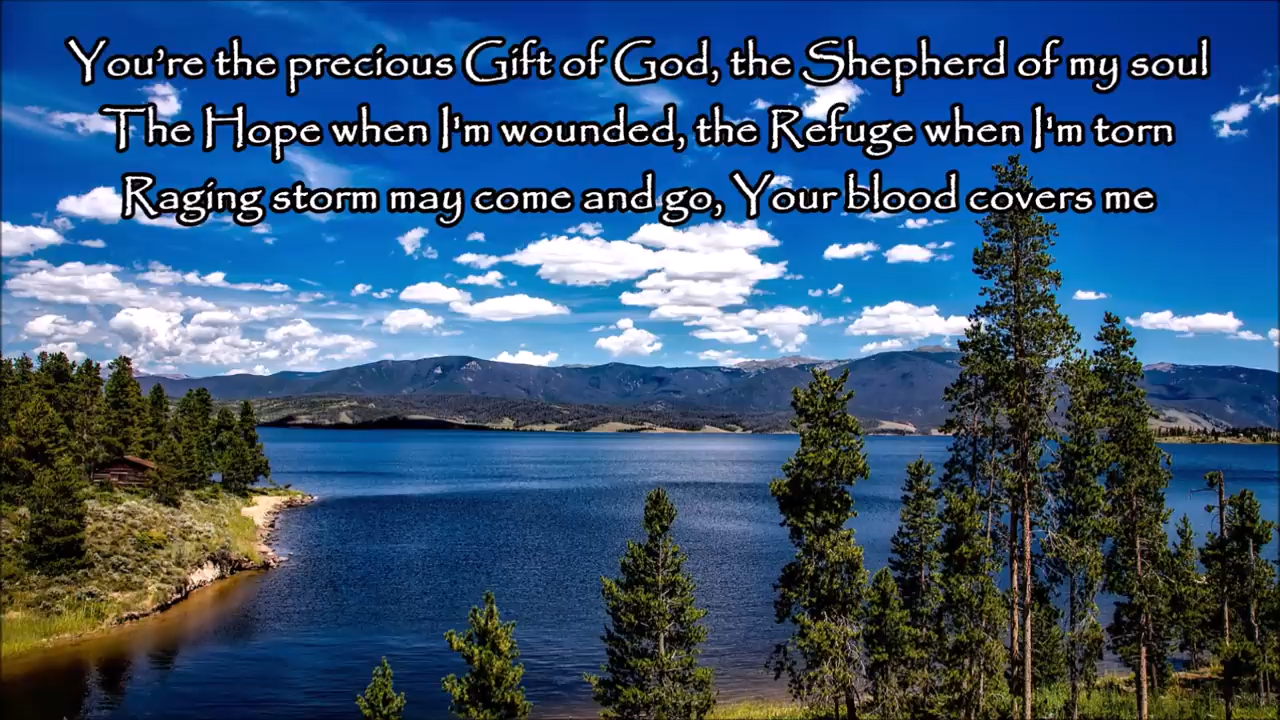 You're the precious Gift of God, the Shepherd of my soul
The Hope when I'm wounded, the Refuge when I'm torn
Raging storm may come and go, Your blood covers me